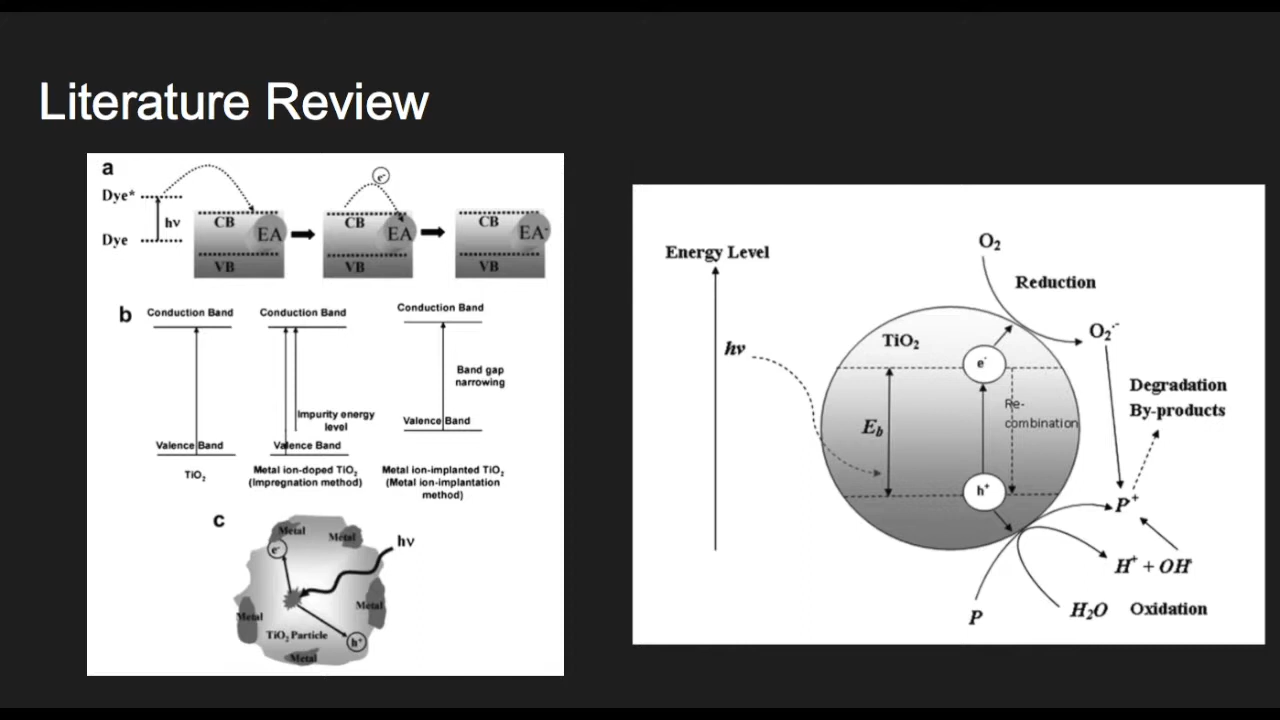 Literature Review
a
Dye*
hν
Dye
CB
EA
VB
e-
CB
EA
VB
CB
EA-
VB
b
Conduction Band
Conduction Band
Conduction Band
Band gap
narrowing
Impurity energy
level
Valence Band
Valence Band
Valence Band
TiO₂
Metal ion-doped TiO₂
(Impregnation method)
Metal ion-implanted TiO₂
(Metal ion-implantation
method)
c
Metal
Metal
hν
e-
Metal
Metal
TiO₂ Particle
h+
Metal
Energy Level
hν
O₂
Reduction
TiO₂
e-
O₂·-
Re-
combination
Eb
h+
Degradation
By-products
P+
H+ + OH
P
H₂O
Oxidation